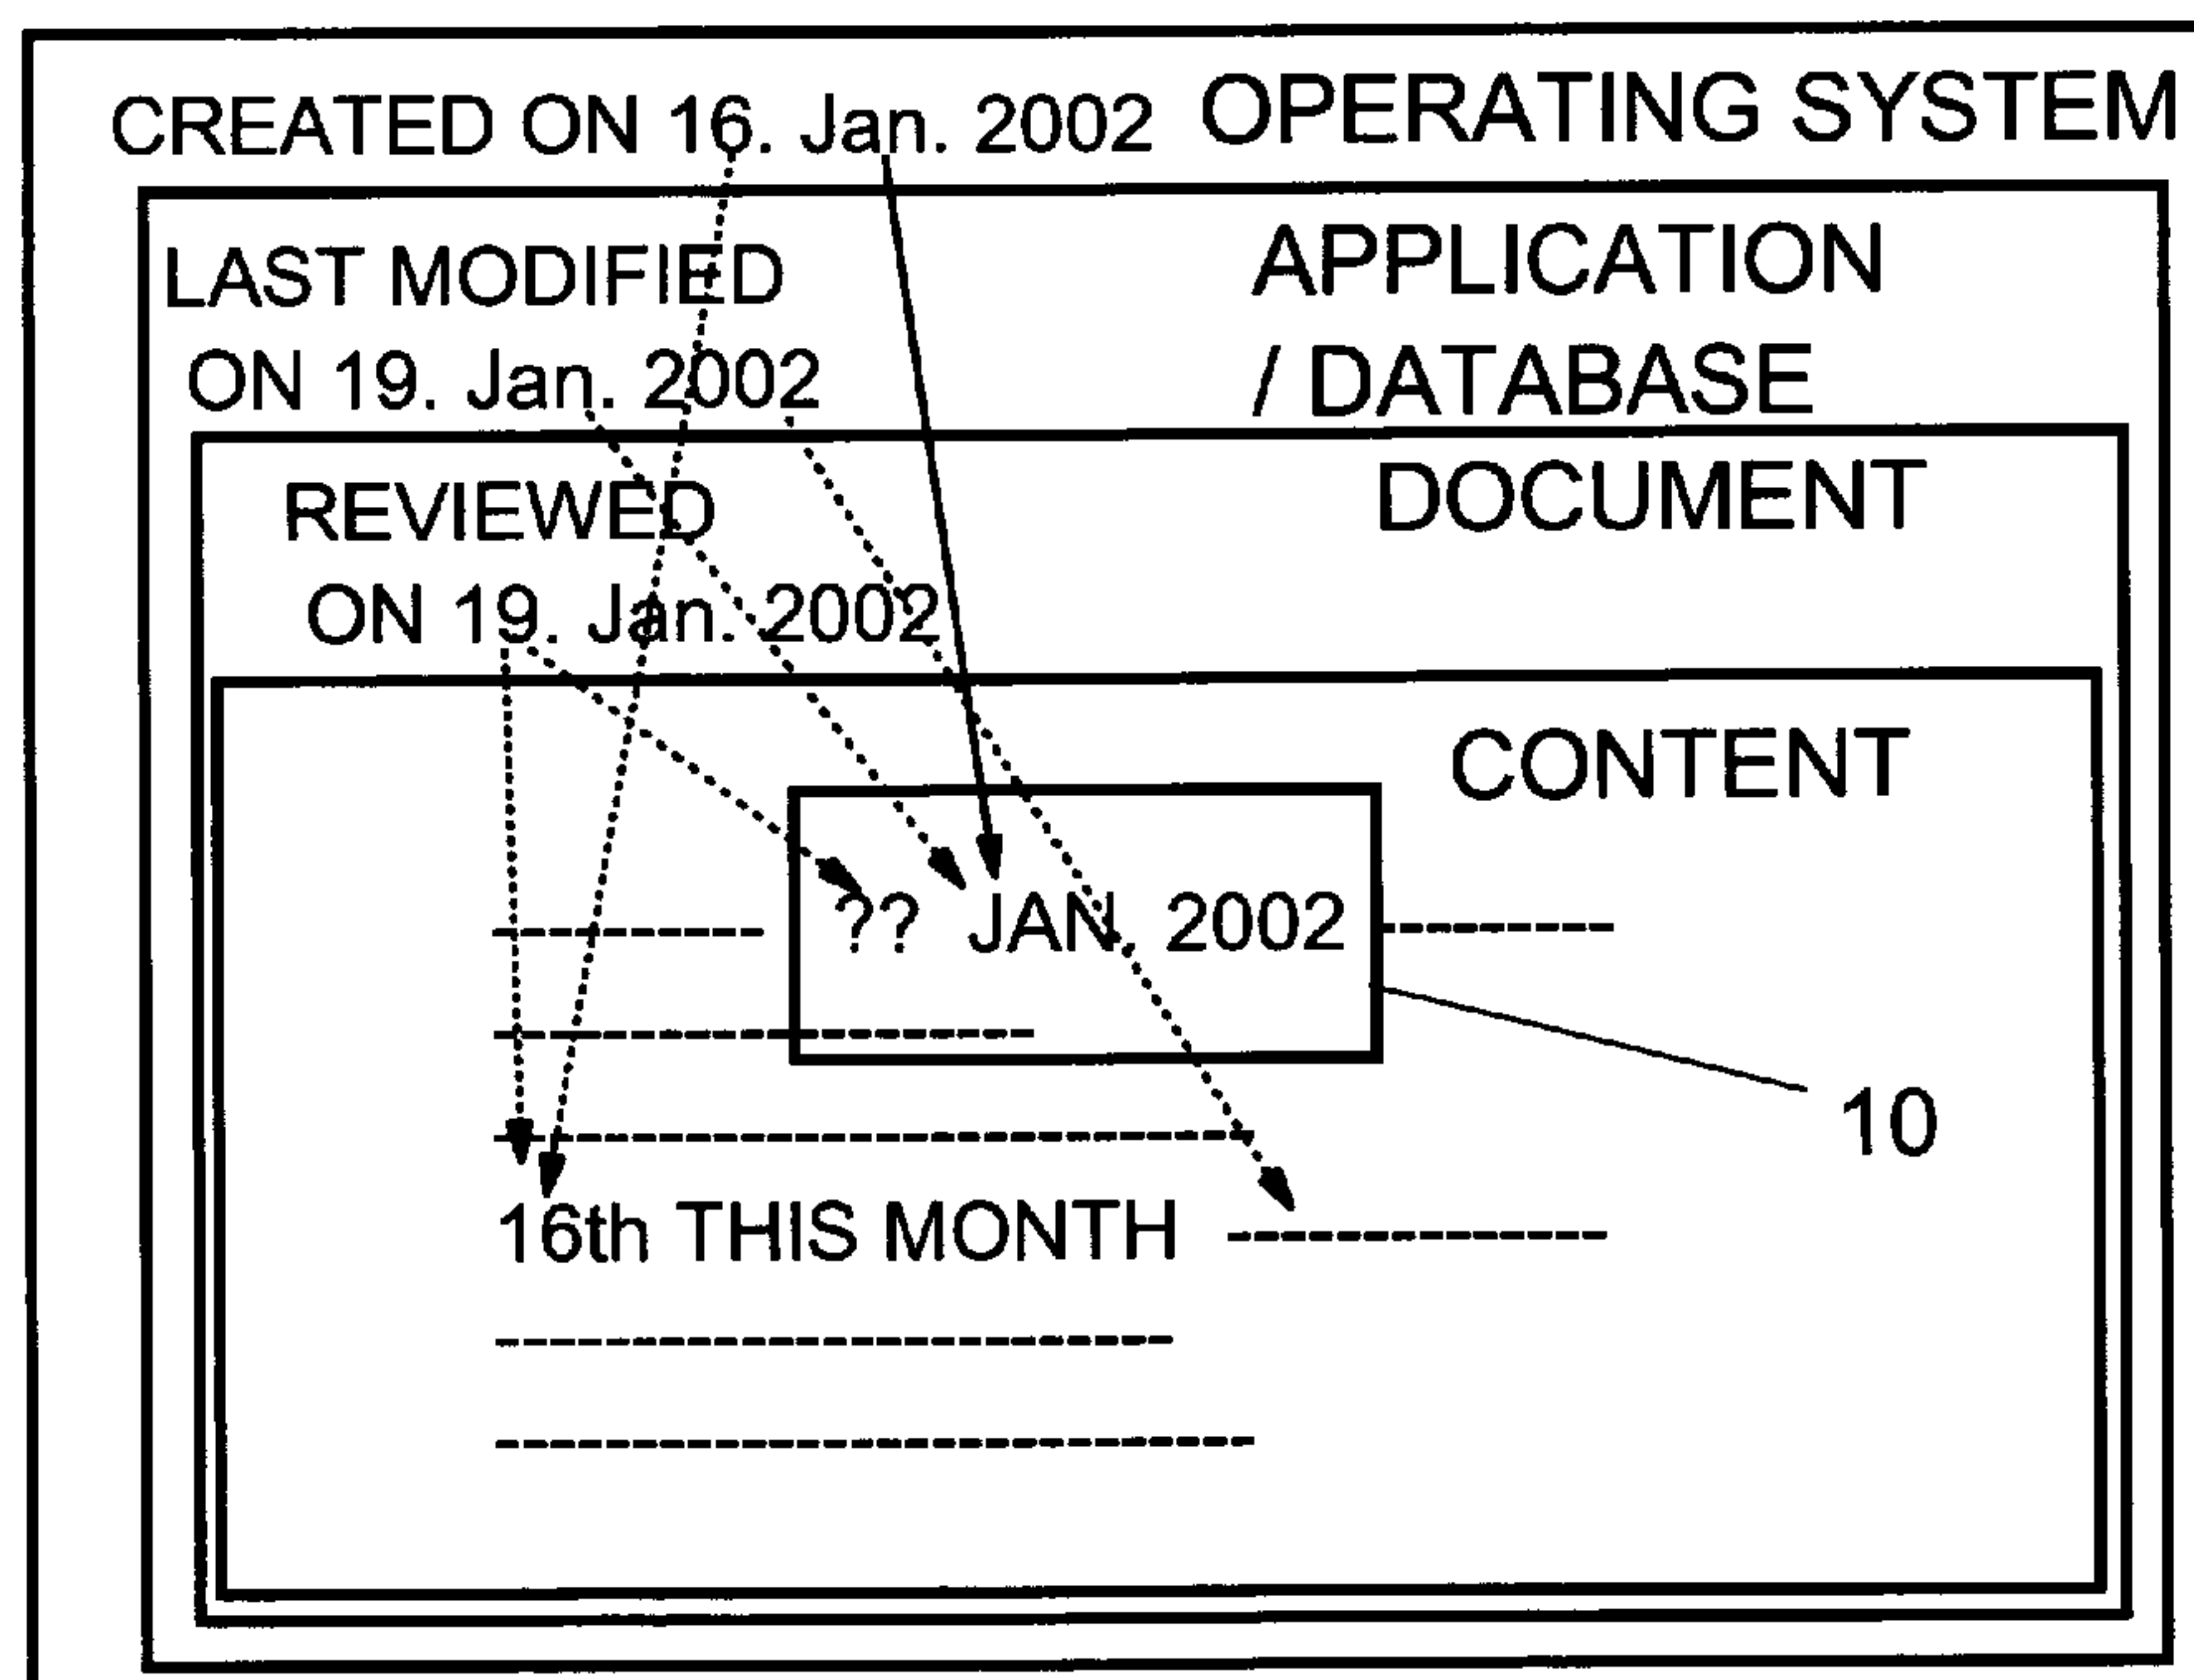 CREATED ON 16. Jan. 2002 OPERATING SYSTEM
LAST MODIFIED
ON 19. Jan. 2002
APPLICATION
/ DATABASE
REVIEWED
ON 19. Jan. 2002
DOCUMENT
CONTENT
?? JAN. 2002
10
16th THIS MONTH